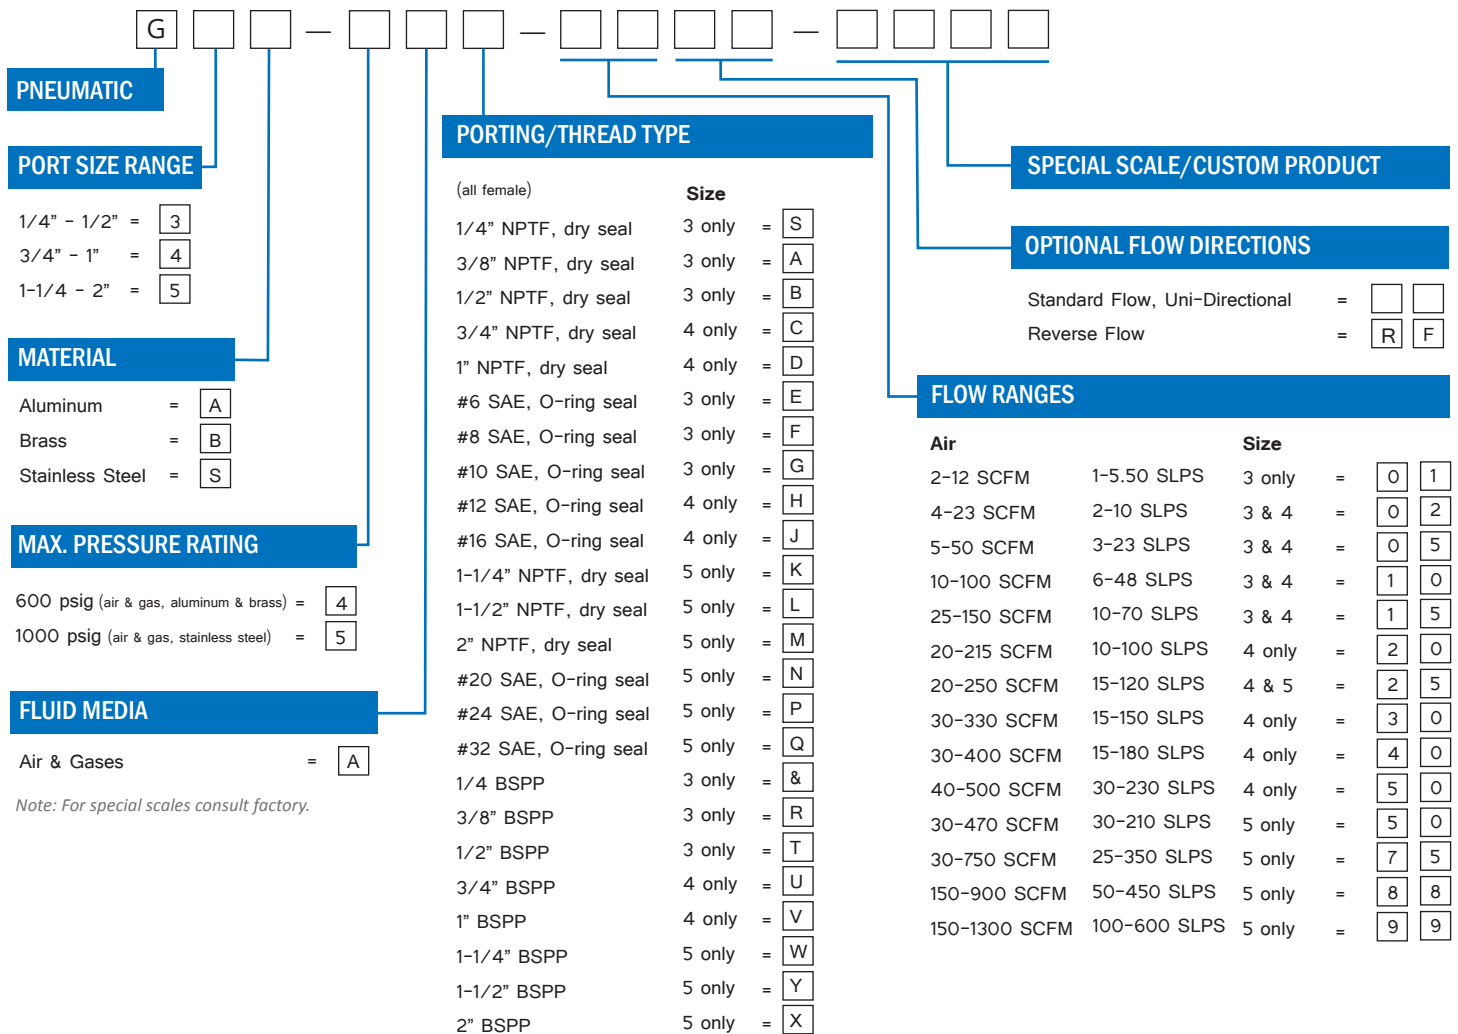 G — — —
PNEUMATIC
PORT SIZE RANGE
1/4” - 1/2” = 3
3/4” - 1” = 4
1-1/4 - 2” = 5
MATERIAL
Aluminum = A
Brass = B
Stainless Steel = S
MAX. PRESSURE RATING
600 psig (air & gas, aluminum & brass) = 4
1000 psig (air & gas, stainless steel) = 5
FLUID MEDIA
Air & Gases = A
Note: For special scales consult factory.
PORTING/THREAD TYPE
(all female) Size
1/4” NPTF, dry seal 3 only = S
3/8” NPTF, dry seal 3 only = A
1/2” NPTF, dry seal 3 only = B
3/4” NPTF, dry seal 4 only = C
1” NPTF, dry seal 4 only = D
#6 SAE, O-ring seal 3 only = E
#8 SAE, O-ring seal 3 only = F
#10 SAE, O-ring seal 3 only = G
#12 SAE, O-ring seal 4 only = H
#16 SAE, O-ring seal 4 only = J
1-1/4” NPTF, dry seal 5 only = K
1-1/2” NPTF, dry seal 5 only = L
2” NPTF, dry seal 5 only = M
#20 SAE, O-ring seal 5 only = N
#24 SAE, O-ring seal 5 only = P
#32 SAE, O-ring seal 5 only = Q
1/4 BSPP 3 only = &
3/8” BSPP 3 only = R
1/2” BSPP 3 only = T
3/4” BSPP 4 only = U
1” BSPP 4 only = V
1-1/4” BSPP 5 only = W
1-1/2” BSPP 5 only = Y
2” BSPP 5 only = X
SPECIAL SCALE/CUSTOM PRODUCT
OPTIONAL FLOW DIRECTIONS
Standard Flow, Uni-Directional =
Reverse Flow = R F
FLOW RANGES
Air Size
2-12 SCFM 1-5.50 SLPS 3 only = 0 1
4-23 SCFM 2-10 SLPS 3 & 4 = 0 2
5-50 SCFM 3-23 SLPS 3 & 4 = 0 5
10-100 SCFM 6-48 SLPS 3 & 4 = 1 0
25-150 SCFM 10-70 SLPS 3 & 4 = 1 5
20-215 SCFM 10-100 SLPS 4 only = 2 0
20-250 SCFM 15-120 SLPS 4 & 5 = 2 5
30-330 SCFM 15-150 SLPS 4 only = 3 0
30-400 SCFM 15-180 SLPS 4 only = 4 0
40-500 SCFM 30-230 SLPS 4 only = 5 0
30-470 SCFM 30-210 SLPS 5 only = 5 0
30-750 SCFM 25-350 SLPS 5 only = 7 5
150-900 SCFM 50-450 SLPS 5 only = 8 8
150-1300 SCFM 100-600 SLPS 5 only = 9 9